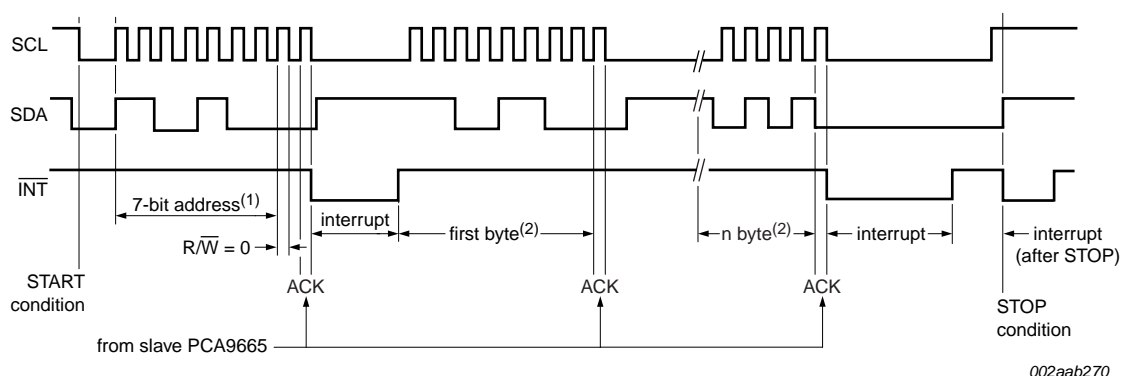 SCL
SDA
INT
7-bit address(1)
interrupt
first byte(2)
n byte(2)
interrupt
interrupt
(after STOP)
R/W = 0
START
condition
ACK
ACK
ACK
STOP
condition
from slave PCA9665
002aab270